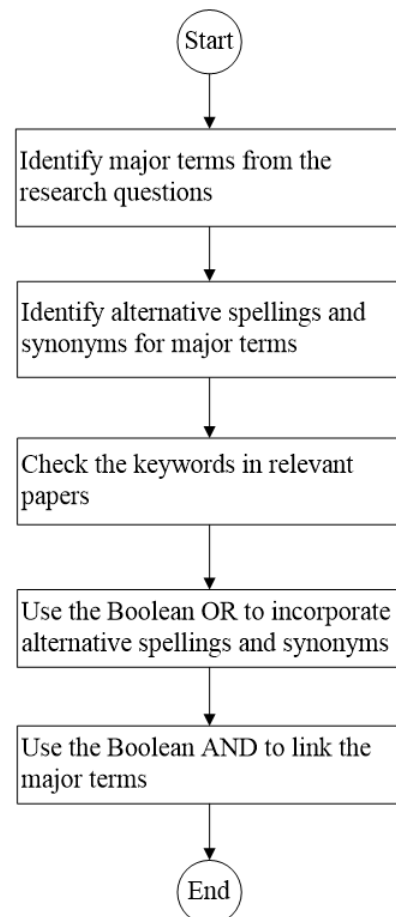 Start
Identify major terms from the
research questions
Identify alternative spellings and
synonyms for major terms
Check the keywords in relevant
papers
Use the Boolean OR to incorporate
alternative spellings and synonyms
Use the Boolean AND to link the
major terms
End